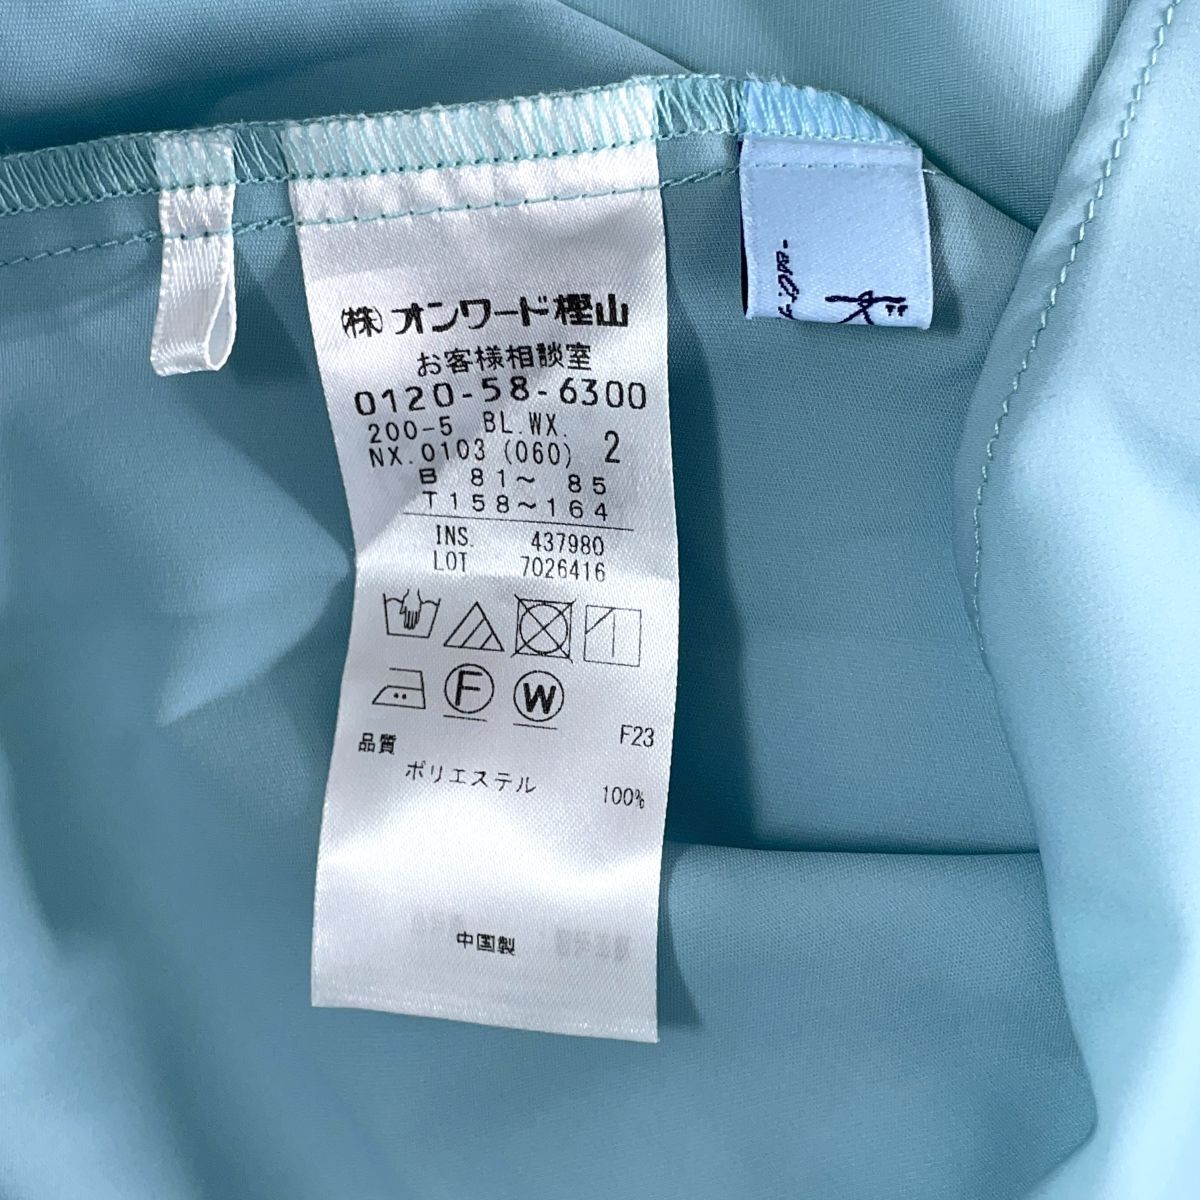 (株)オンワード樫山
お客様相談室
0120-58-6300
200-5 BL.WX.
NX.0103 (060) 2
B 81〜 85
T158〜164
INS. 437980
LOT 7026416
F
W
F23
品質
ポリエステル 100%
中国製